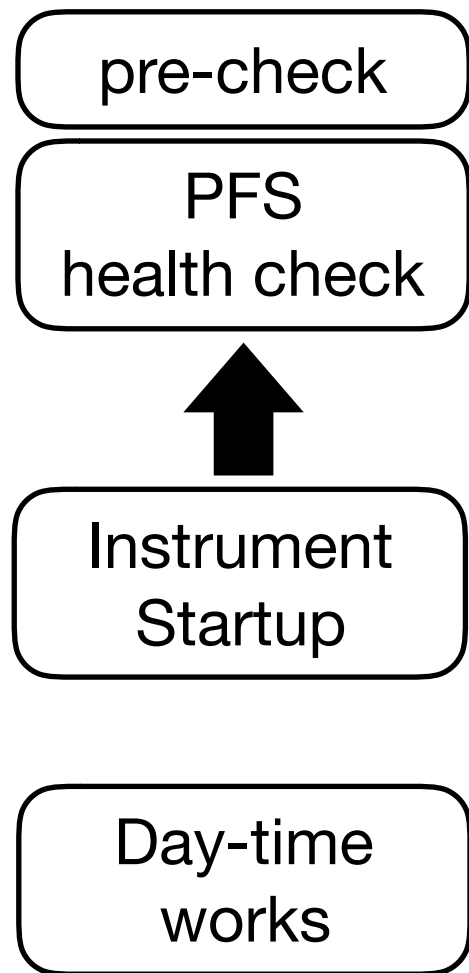 pre-check
PFS
health check
Instrument
Startup
Day-time
works